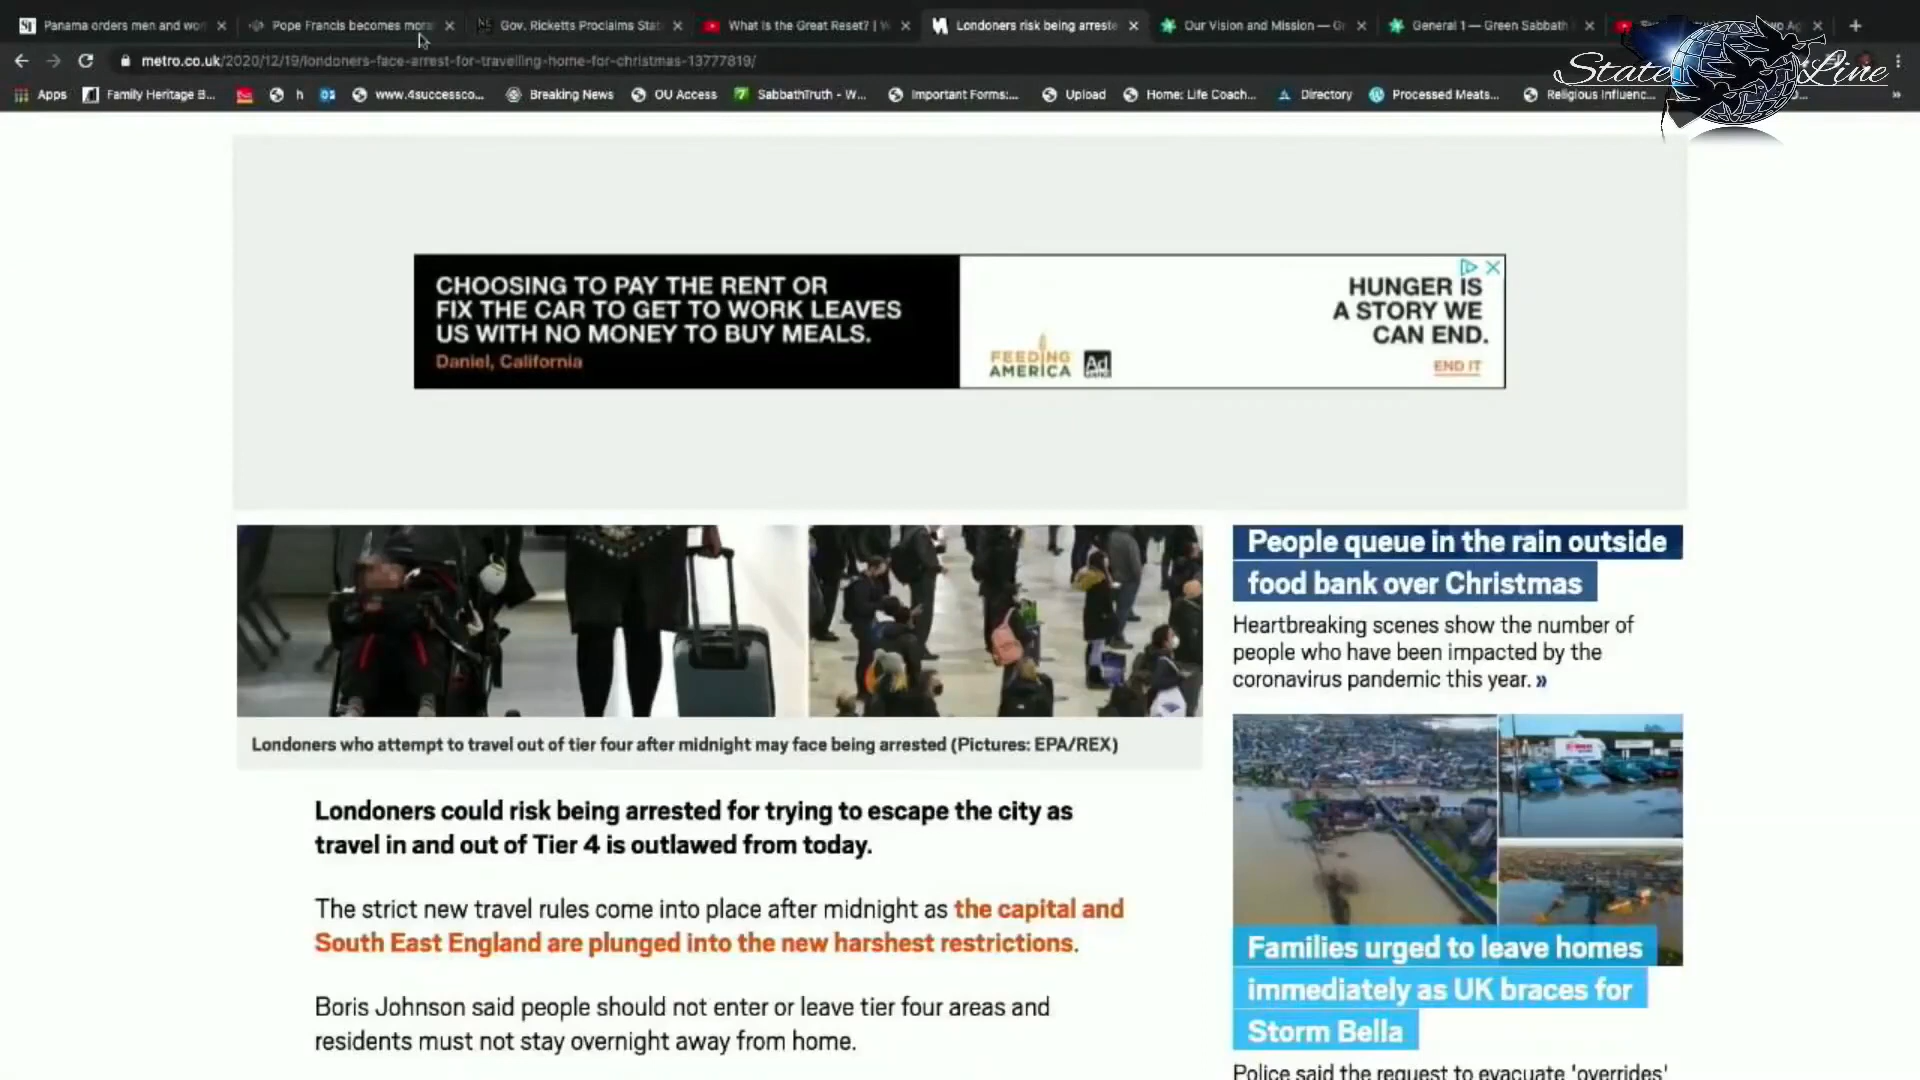 Panama orders men and wo
Pope Francis becomes mora
Gov. Ricketts Proclaims Stat
What is the Great Reset? |
Londoners risk being arreste
Our Vision and Mission — G
General 1 — Green Sabbath
metro.co.uk/2020/12/19/londoners-face-arrest-for-travelling-home-for-christmas-13777819/
State Line
Apps
Family Heritage B...
h
www.4successco...
Breaking News
OU Access
SabbathTruth - W...
Important Forms:...
Upload
Home: Life Coach...
Directory
Processed Meats...
Religious Influenc...
CHOOSING TO PAY THE RENT OR
FIX THE CAR TO GET TO WORK LEAVES
US WITH NO MONEY TO BUY MEALS.
Daniel, California
FEEDING
AMERICA
Ad
HUNGER IS
A STORY WE
CAN END.
END IT
People queue in the rain outside
food bank over Christmas
Heartbreaking scenes show the number of
people who have been impacted by the
coronavirus pandemic this year. »
Londoners who attempt to travel out of tier four after midnight may face being arrested (Pictures: EPA/REX)
Londoners could risk being arrested for trying to escape the city as
travel in and out of Tier 4 is outlawed from today.
The strict new travel rules come into place after midnight as the capital and
South East England are plunged into the new harshest restrictions.
Boris Johnson said people should not enter or leave tier four areas and
residents must not stay overnight away from home.
Families urged to leave homes
immediately as UK braces for
Storm Bella
Police said the request to evacuate 'overrides'